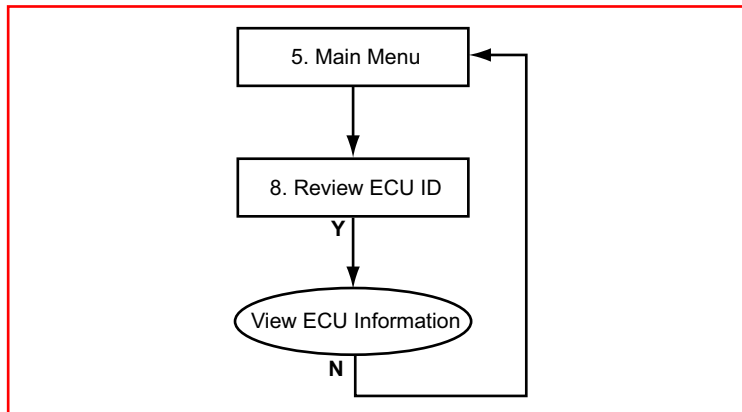 5. Main Menu
8. Review ECU ID
Y
View ECU Information
N